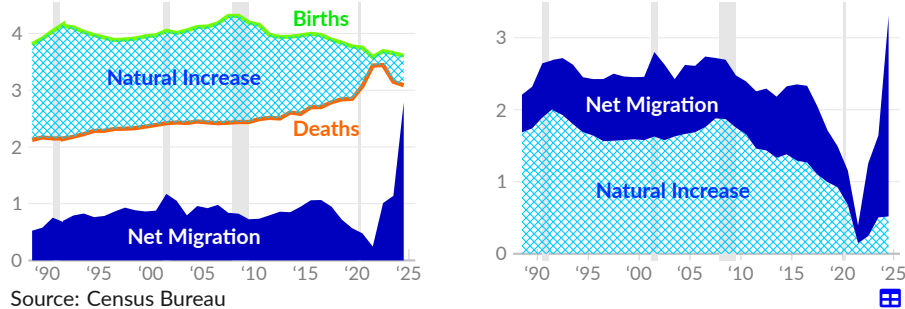 4
3
2
1
0
Births
Natural Increase
Deaths
Net Migration
‘90 ‘95 ‘00 ‘05 ‘10 ‘15 ‘20 ‘25
3
2
1
0
Net Migration
Natural Increase
‘90 ‘95 ‘00 ‘05 ‘10 ‘15 ‘20 ‘25
Source: Census Bureau